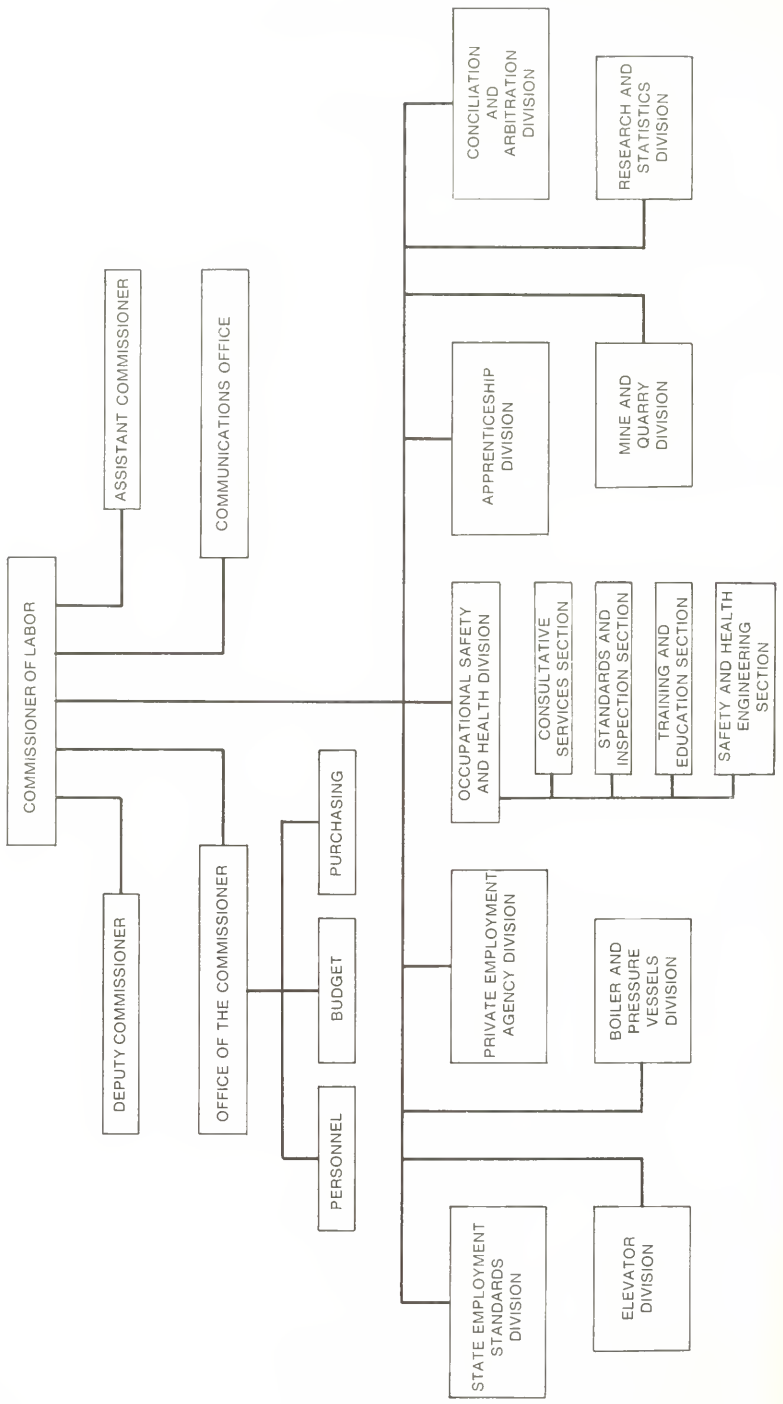 COMMISSIONER OF LABOR
DEPUTY COMMISSIONER
ASSISTANT COMMISSIONER
OFFICE OF THE COMMISSIONER
COMMUNICATIONS OFFICE
PERSONNEL
BUDGET
PURCHASING
STATE EMPLOYMENT
STANDARDS
DIVISION
PRIVATE EMPLOYMENT
AGENCY DIVISION
OCCUPATIONAL SAFETY
AND HEALTH DIVISION
APPRENTICESHIP
DIVISION
CONCILIATION
AND
ARBITRATION
DIVISION
ELEVATOR
DIVISION
BOILER AND
PRESSURE
VESSELS
DIVISION
CONSULTATIVE
SERVICES SECTION
STANDARDS AND
INSPECTION SECTION
TRAINING AND
EDUCATION SECTION
SAFETY AND HEALTH
ENGINEERING
SECTION
MINE AND
QUARRY
DIVISION
RESEARCH AND
STATISTICS
DIVISION